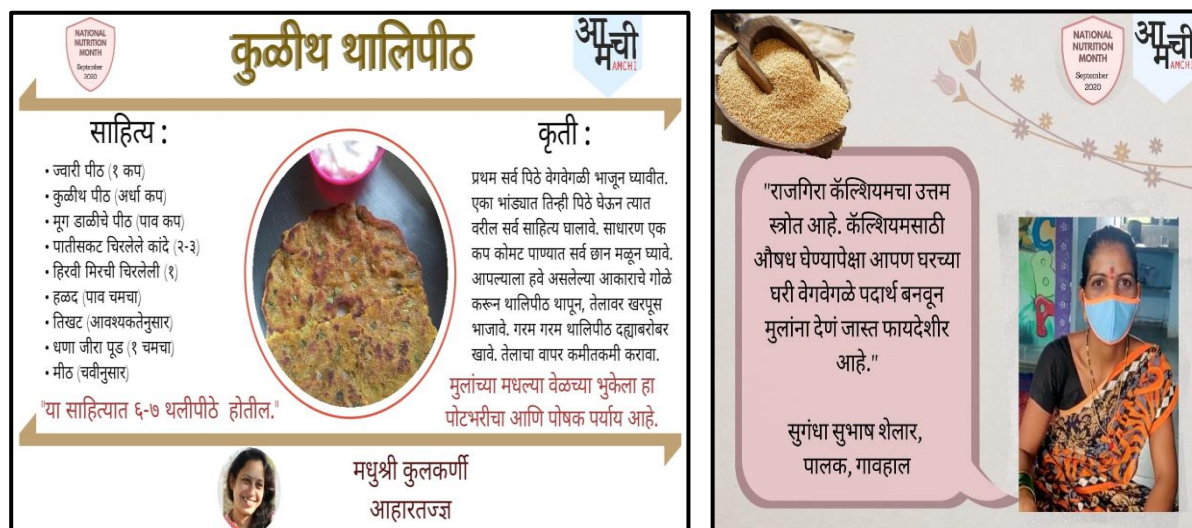 NATIONAL
NUTRITION
MONTH
September
2020
कुळीथ थालिपीठ
आमची
AMCHI
साहित्य :
• ज्वारी पीठ (१ कप)
• कुळीथ पीठ (अर्धा कप)
• मूग डाळीचे पीठ (पाव कप)
• पातीसकट चिरलेले कांदे (२-३)
• हिरवी मिरची चिरलेली (१)
• हळद (पाव चमचा)
• तिखट (आवश्यकतेनुसार)
• धणा जीरा पूड (१ चमचा)
• मीठ (चवीनुसार)
"या साहित्यात ६-७ थलीपीठे होतील."
कृती :
प्रथम सर्व पिठे वेगवेगळी भाजून घ्यावीत.
एका भांड्यात तिन्ही पिठे घेऊन त्यात
वरील सर्व साहित्य घालावे. साधारण एक
कप कोमट पाण्यात सर्व छान मळून घ्यावे.
आपल्याला हवे असलेल्या आकाराचे गोळे
करून थालिपीठ थापून, तेलावर खरपूस
भाजावे. गरम गरम थालिपीठ दह्याबरोबर
खावे. तेलाचा वापर कमीतकमी करावा.
मुलांच्या मधल्या वेळच्या भुकेला हा
पोटभरीचा आणि पोषक पर्याय आहे.
मधुश्री कुलकर्णी
आहारतज्ज्ञ
NATIONAL
NUTRITION
MONTH
September
2020
आमची
AMCHI
"राजगिरा कॅल्शियमचा उत्तम
स्त्रोत आहे. कॅल्शियमसाठी
औषध घेण्यापेक्षा आपण घरच्या
घरी वेगवेगळे पदार्थ बनवून
मुलांना देणं जास्त फायदेशीर
आहे."
सुगंधा सुभाष शेलार,
पालक, गावहाल